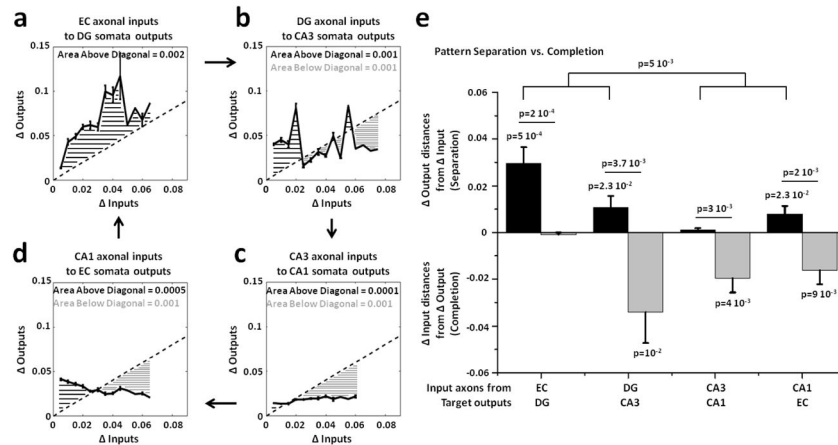 a
EC axonal inputs
to DG somata outputs
Area Above Diagonal = 0.002
0.15
0.1
0.05
0
Δ Outputs
0 0.02 0.04 0.06 0.08
Δ Inputs
b
DG axonal inputs
to CA3 somata outputs
Area Above Diagonal = 0.001
Area Below Diagonal = 0.001
0.15
0.1
0.05
0
Δ Outputs
0 0.02 0.04 0.06 0.08
Δ Inputs
d
CA1 axonal inputs
to EC somata outputs
Area Above Diagonal = 0.0005
Area Below Diagonal = 0.001
0.15
0.1
0.05
0
Δ Outputs
0 0.02 0.04 0.06 0.08
Δ Inputs
c
CA3 axonal inputs
to CA1 somata outputs
Area Above Diagonal = 0.0001
Area Below Diagonal = 0.001
0.15
0.1
0.05
0
Δ Outputs
0 0.02 0.04 0.06 0.08
Δ Inputs
e
Pattern Separation vs. Completion
p=5 10⁻³
p=2 10⁻⁴
p=5 10⁻⁴
p=3.7 10⁻³
p=2.3 10⁻²
p=3 10⁻³
p=2 10⁻³
p=2.3 10⁻²
p=10⁻²
p=4 10⁻³
p=9 10⁻³
Δ Output distances
from Δ Input
(Separation)
Δ Input distances
from Δ Output
(Completion)
0.06
0.04
0.02
0
-0.02
-0.04
-0.06
Input axons from EC DG CA3 CA1
Target outputs DG CA3 CA1 EC